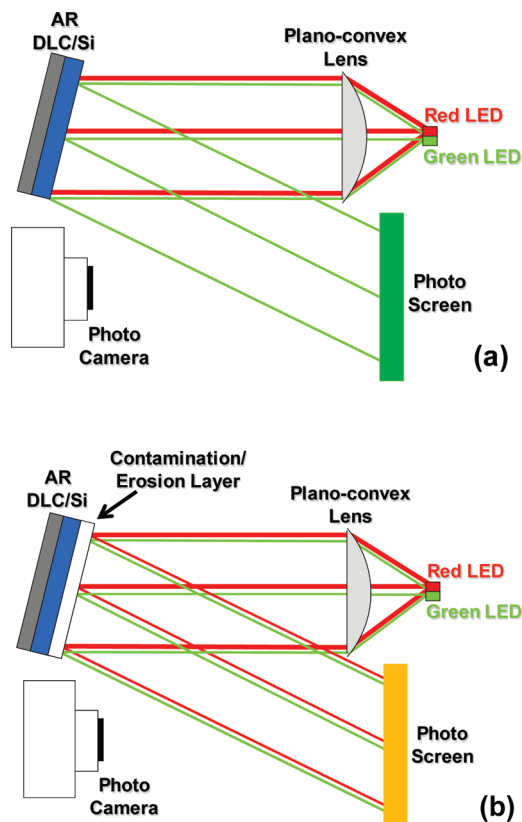 AR
DLC/Si
Plano-convex
Lens
Red LED
Green LED
Photo
Screen
Photo
Camera
(a)
Contamination/
Erosion Layer
AR
DLC/Si
Plano-convex
Lens
Red LED
Green LED
Photo
Screen
Photo
Camera
(b)